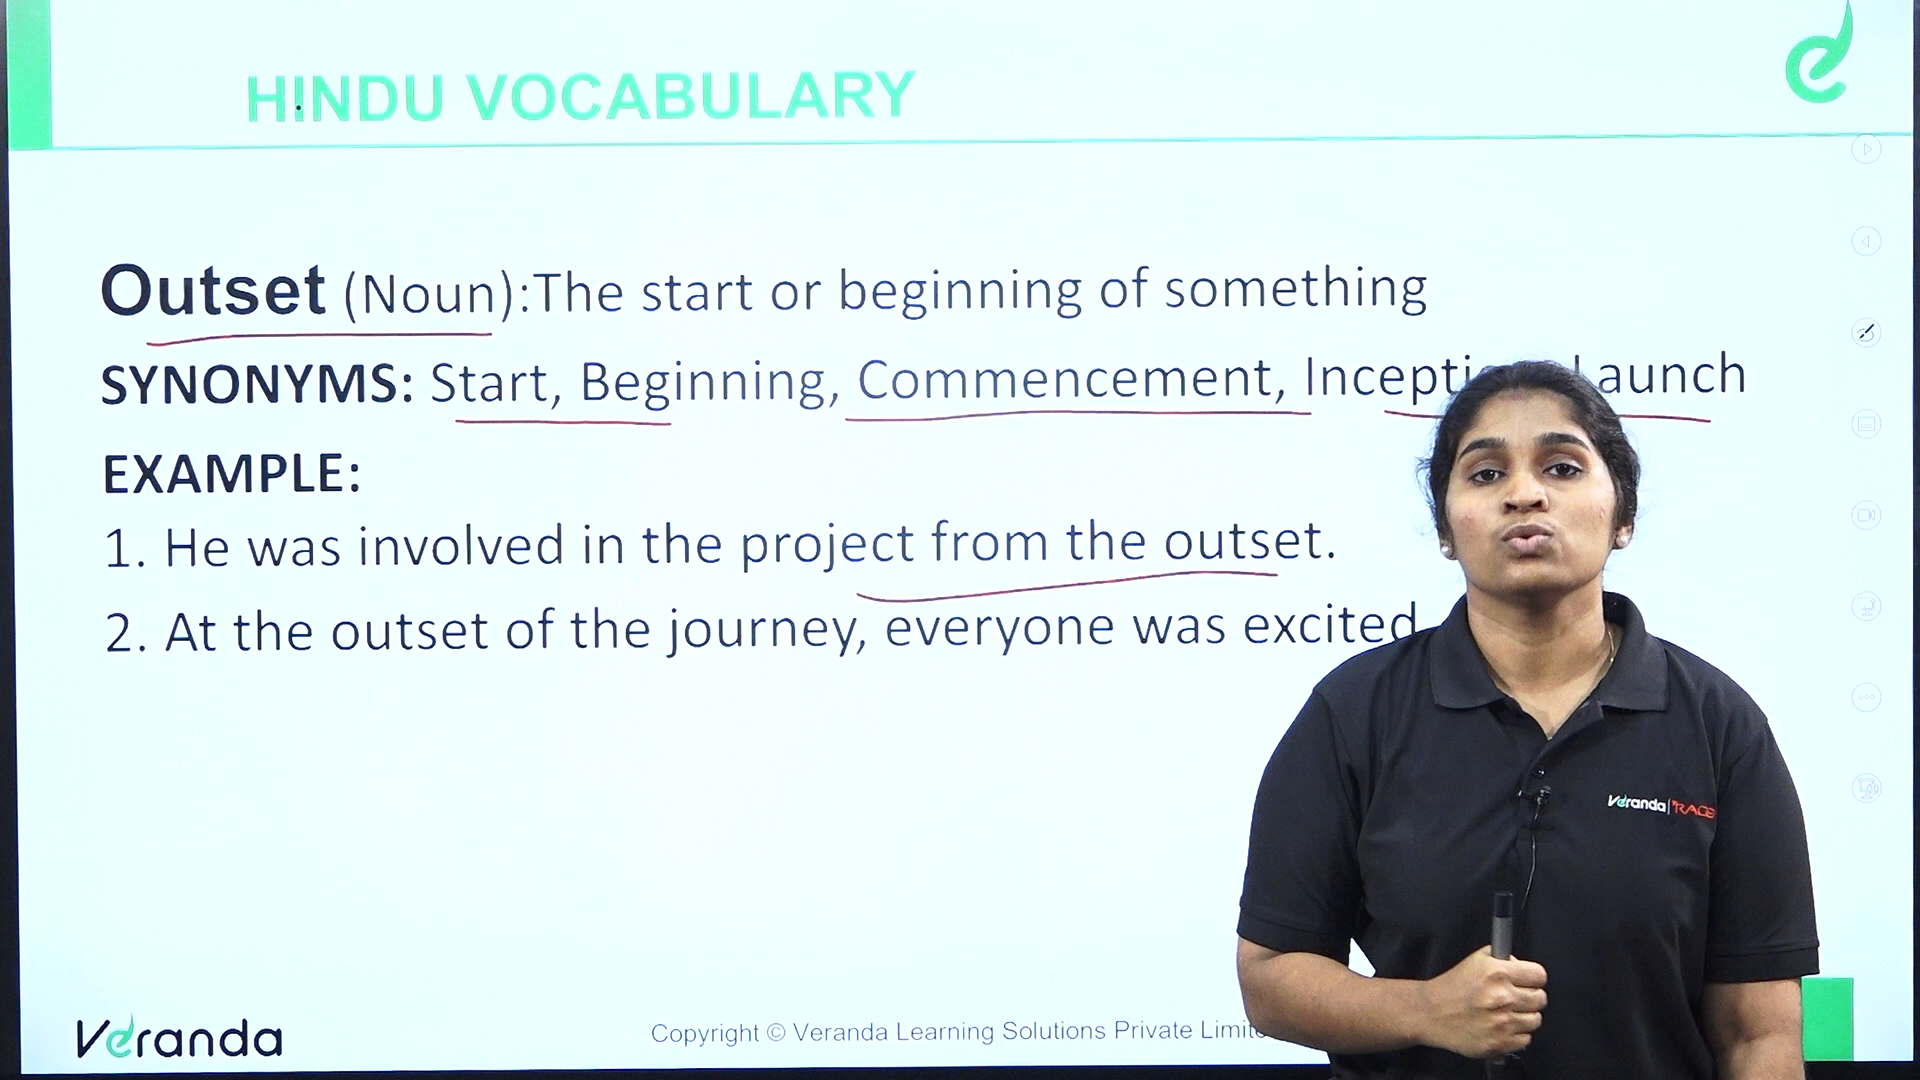 HINDU VOCABULARY
Outset (Noun):The start or beginning of something
SYNONYMS: Start, Beginning, Commencement, Launch
EXAMPLE:
1. He was involved in the project from the outset.
2. At the outset of the journey, everyone was excited
Veranda|RACE
Veranda
Copyright © Veranda Learning Solutions Private